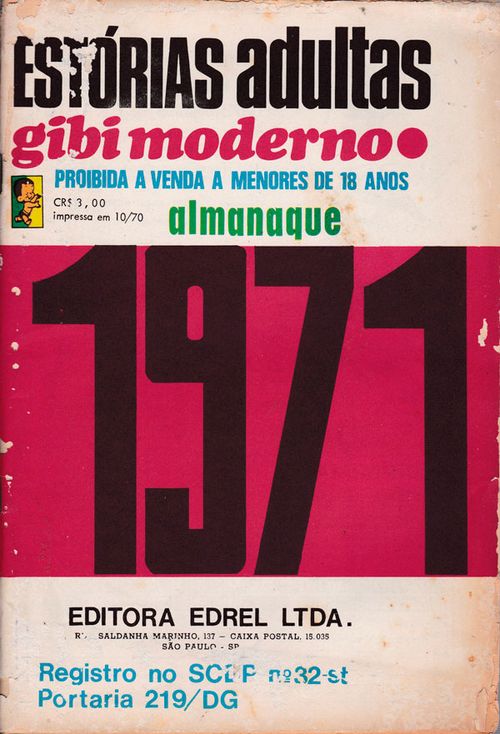 ESTÓRIAS adultas
gibi moderno
PROIBIDA A VENDA A MENORES DE 18 ANOS
CR$ 3,00
impressa em 10/70
almanaque
1971
EDITORA EDREL LTDA.
R. SALDANHA MARINHO, 137 - CAIXA POSTAL, 15.035
SÃO PAULO - SP
Registro no SCDP nº 32-st
Portaria 219/DG